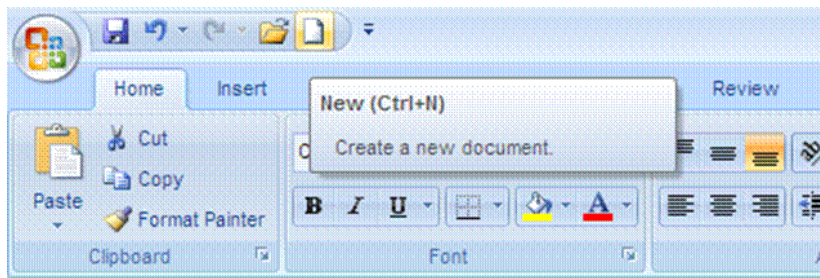 Home Insert Review
New (Ctrl+N)
Create a new document.
Cut
Copy
Paste
Format Painter
B I U A
Clipboard Font